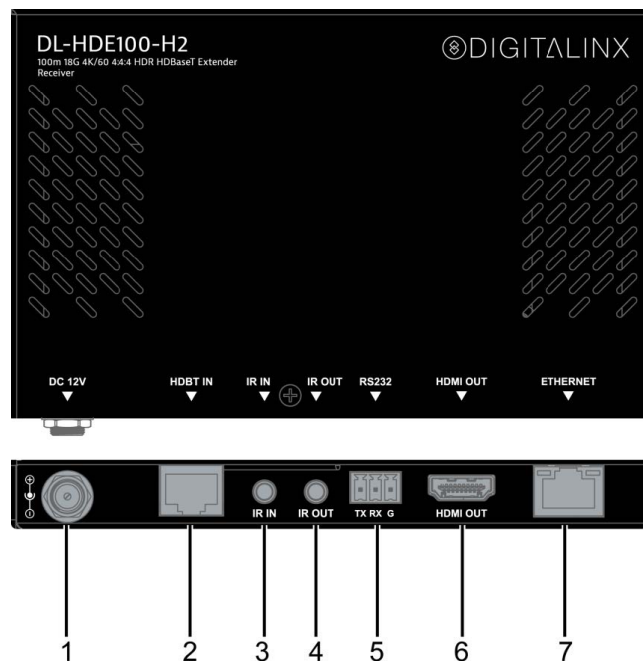 DL-HDE100-H2
100m 18G 4K/60 4:4:4 HDR HDBaseT Extender
Receiver
DIGITALINX
DC 12V HDBT IN IR IN IR OUT RS232 HDMI OUT ETHERNET
IR IN IR OUT TX RX G HDMI OUT
1 2 3 4 5 6 7